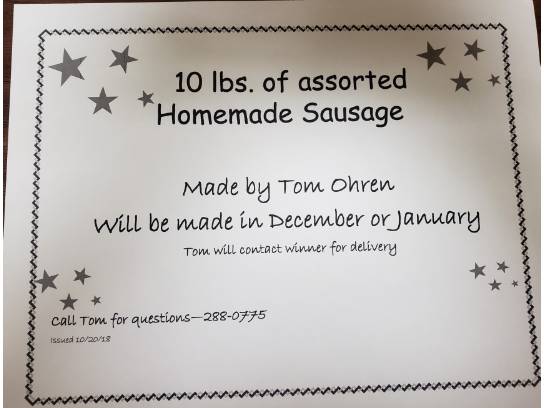 10 lbs. of assorted
Homemade Sausage
Made by Tom Ohren
Will be made in December or January
Tom will contact winner for delivery
Call Tom for questions—288-0775
Issued 10/20/18